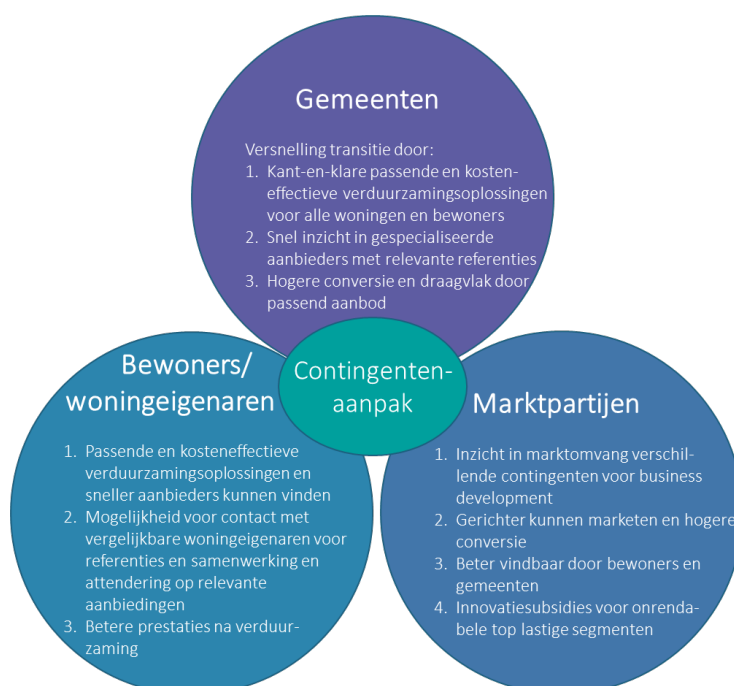 Gemeenten
Versnelling transitie door:
1. Kant-en-klare passende en kosten-
effectieve verduurzamingsoplossingen
voor alle woningen en bewoners
2. Snel inzicht in gespecialiseerde
aanbieders met relevante referenties
3. Hogere conversie en draagvlak door
passend aanbod
Contingenten-
aanpak
Bewoners/
woningeigenaren
1. Passende en kosteneffectieve
verduurzamingsoplossingen en
sneller aanbieders kunnen vinden
2. Mogelijkheid voor contact met
vergelijkbare woningeigenaren voor
referenties en samenwerking en
attendering op relevante
aanbiedingen
3. Betere prestaties na verduur-
zaming
Marktpartijen
1. Inzicht in marktomvang verschil-
lende contingenten voor business
development
2. Gerichter kunnen marketen en hogere
conversie
3. Beter vindbaar door bewoners en
gemeenten
4. Innovatiesubsidies voor onrenda-
bele top lastige segmenten